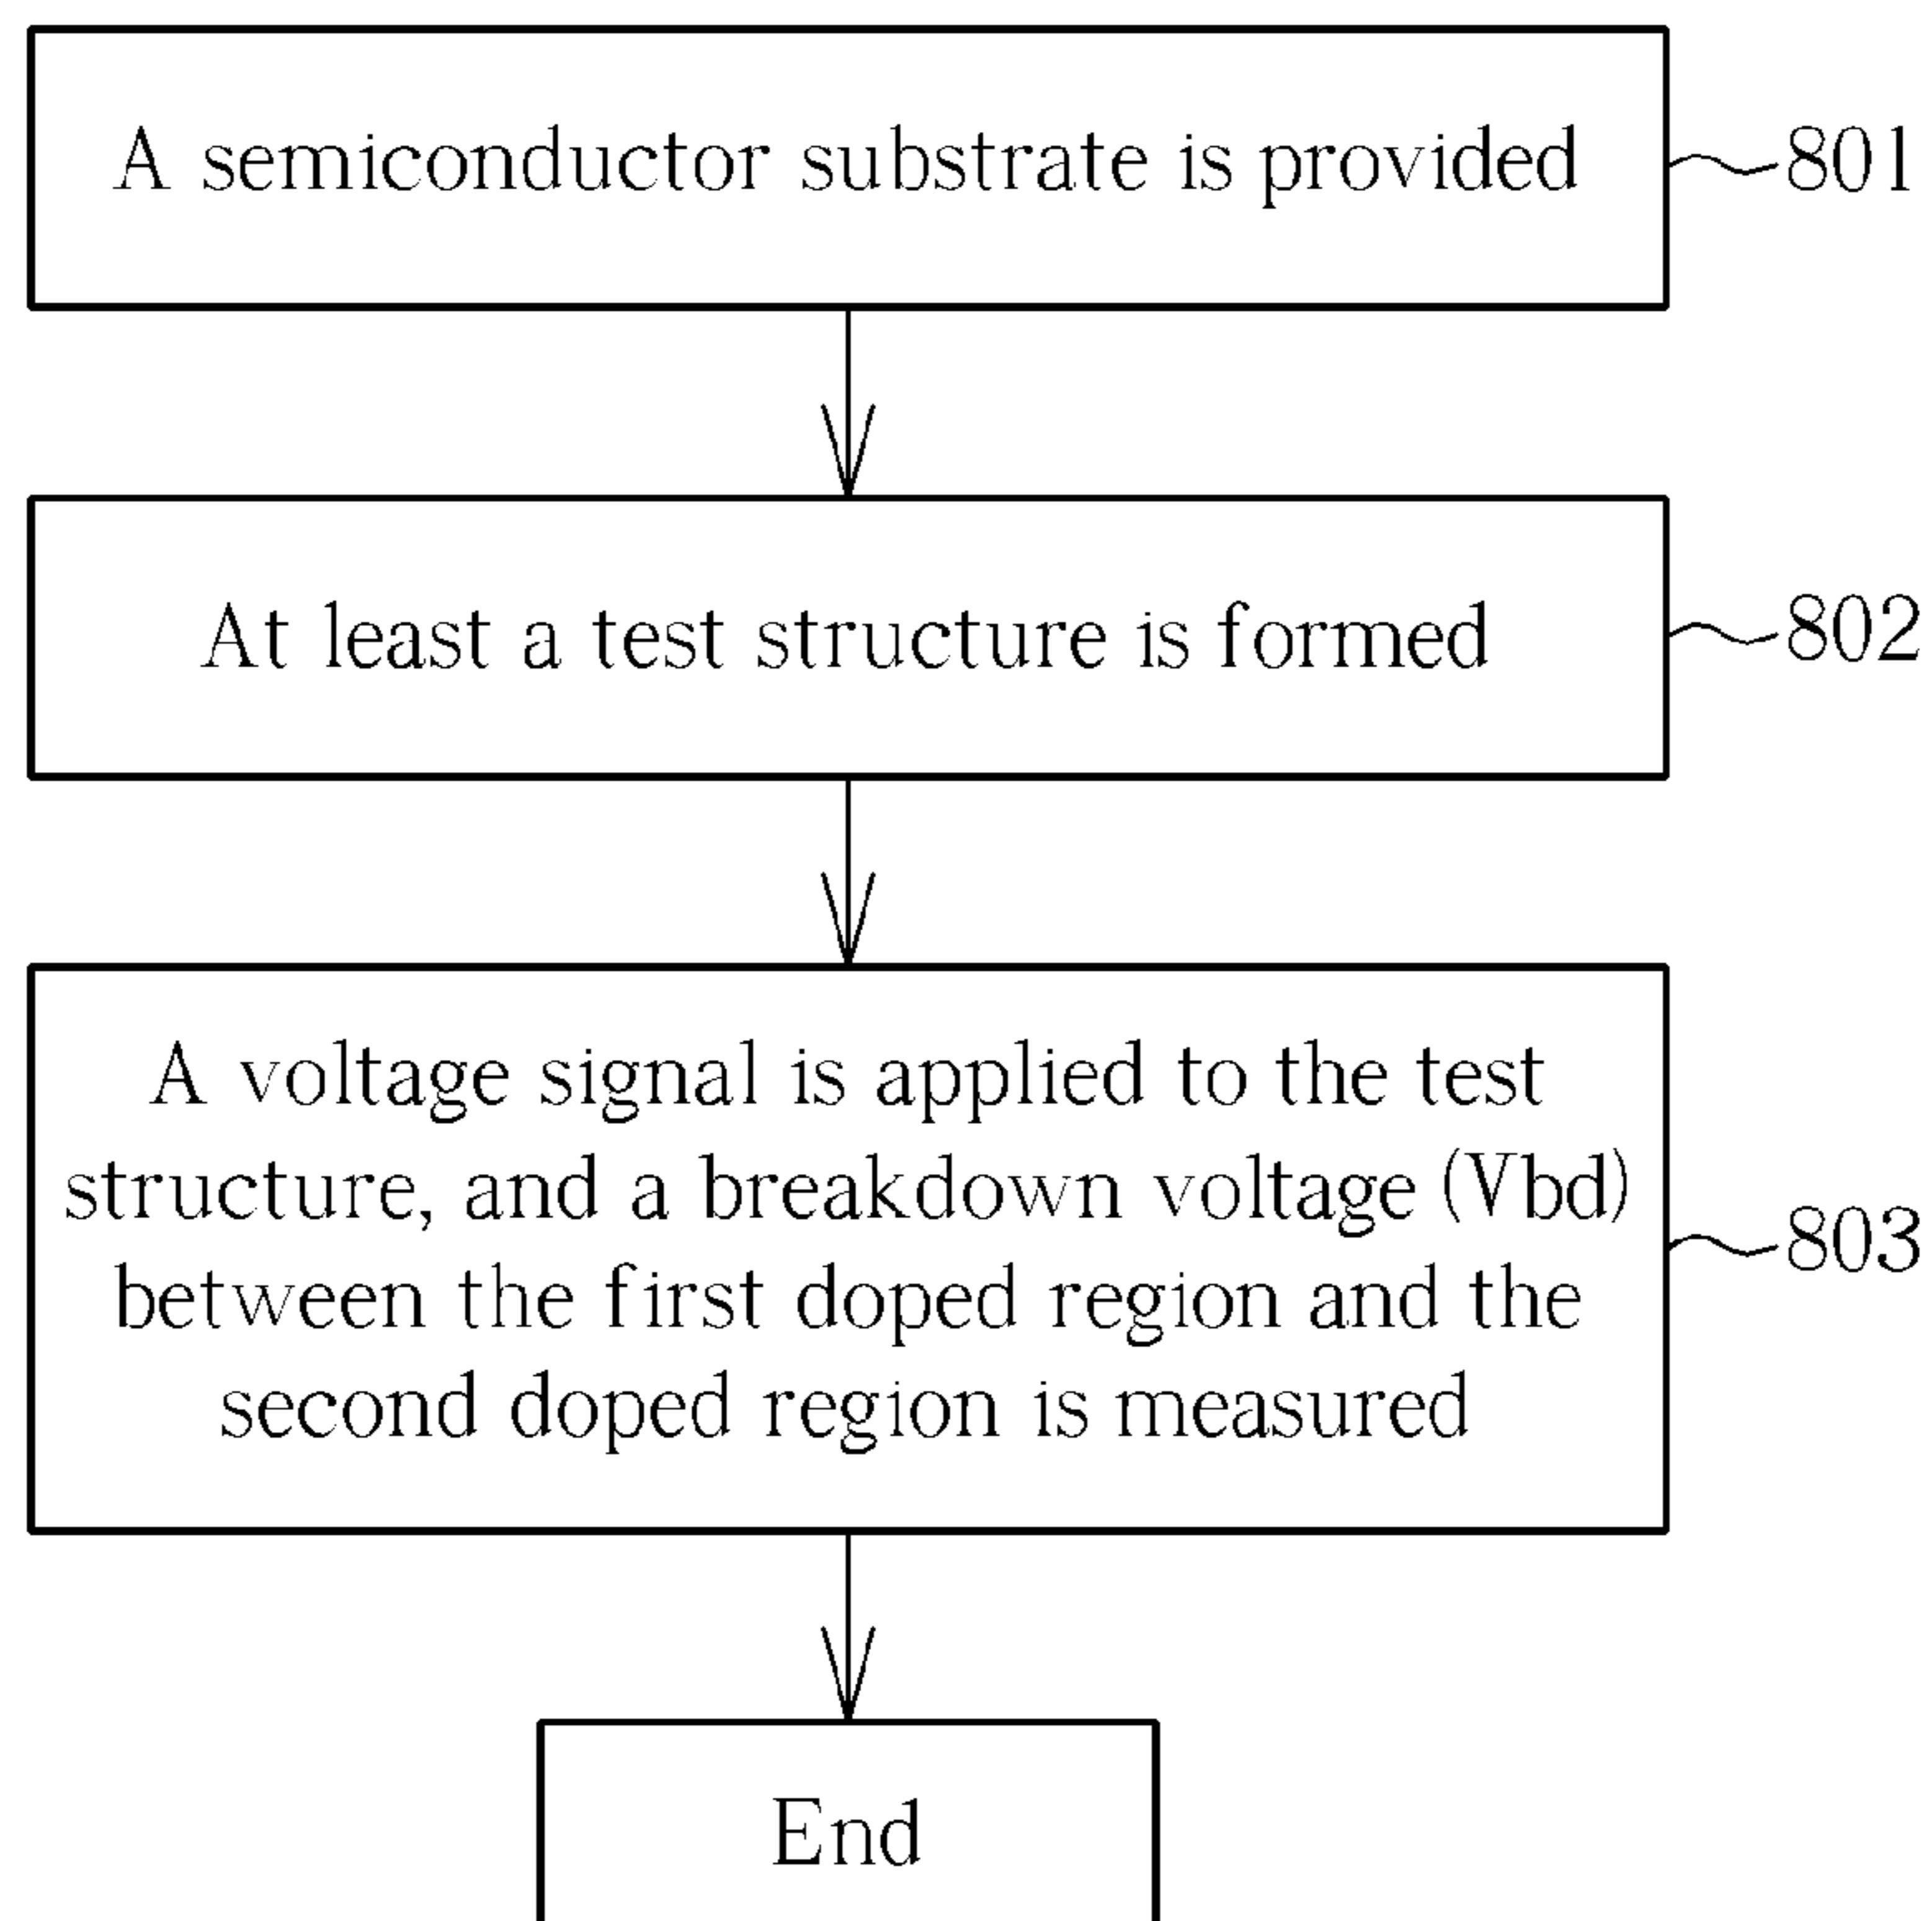 A semiconductor substrate is provided
801
At least a test structure is formed
802
A voltage signal is applied to the test
structure, and a breakdown voltage (Vbd)
between the first doped region and the
second doped region is measured
803
End